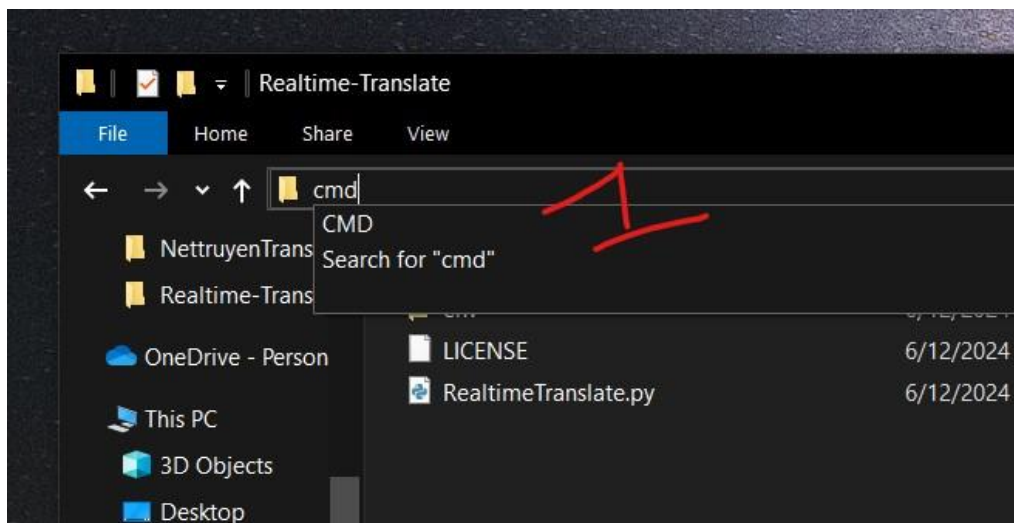 Realtime-Translate
File Home Share View
cmd
CMD
Search for "cmd"
NettruyenTrans
Realtime-Trans
OneDrive - Person
LICENSE 6/12/2024
RealtimeTranslate.py 6/12/2024
This PC
3D Objects
Desktop
1